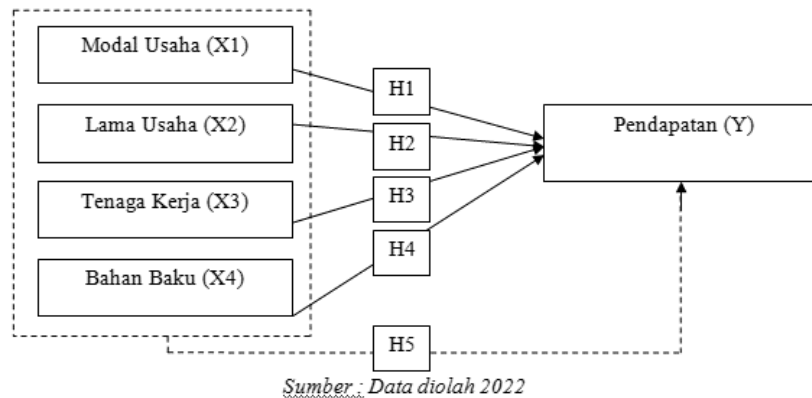 Modal Usaha (X1)
H1
Lama Usaha (X2)
Pendapatan (Y)
H2
Tenaga Kerja (X3)
H3
H4
Bahan Baku (X4)
H5
Sumber : Data diolah 2022